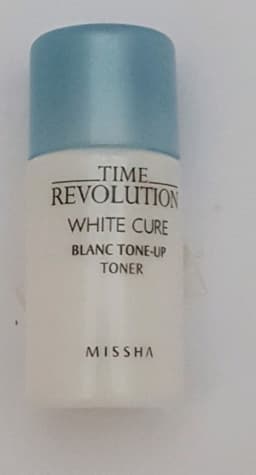 TIME
REVOLUTION
WHITE CURE
BLANC TONE-UP
TONER
MISSHA